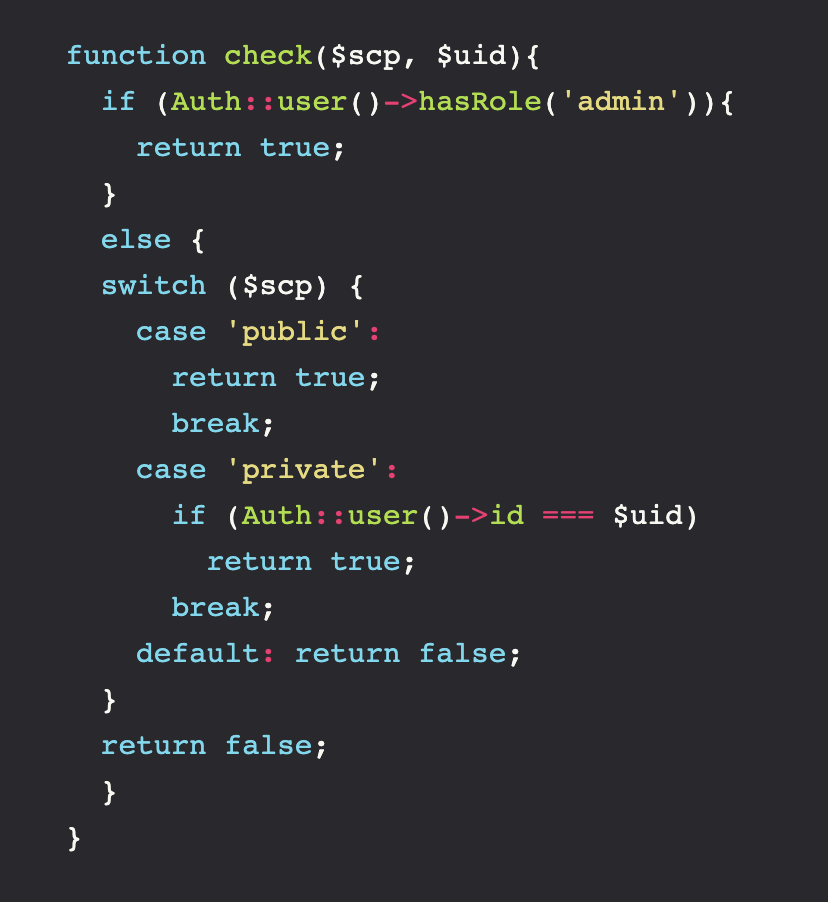 function check($scp, $uid){
  if (Auth::user()->hasRole('admin')){
    return true;
  }
  else {
  switch ($scp) {
    case 'public':
      return true;
      break;
    case 'private':
      if (Auth::user()->id === $uid)
        return true;
      break;
    default: return false;
  }
  return false;
  }
}